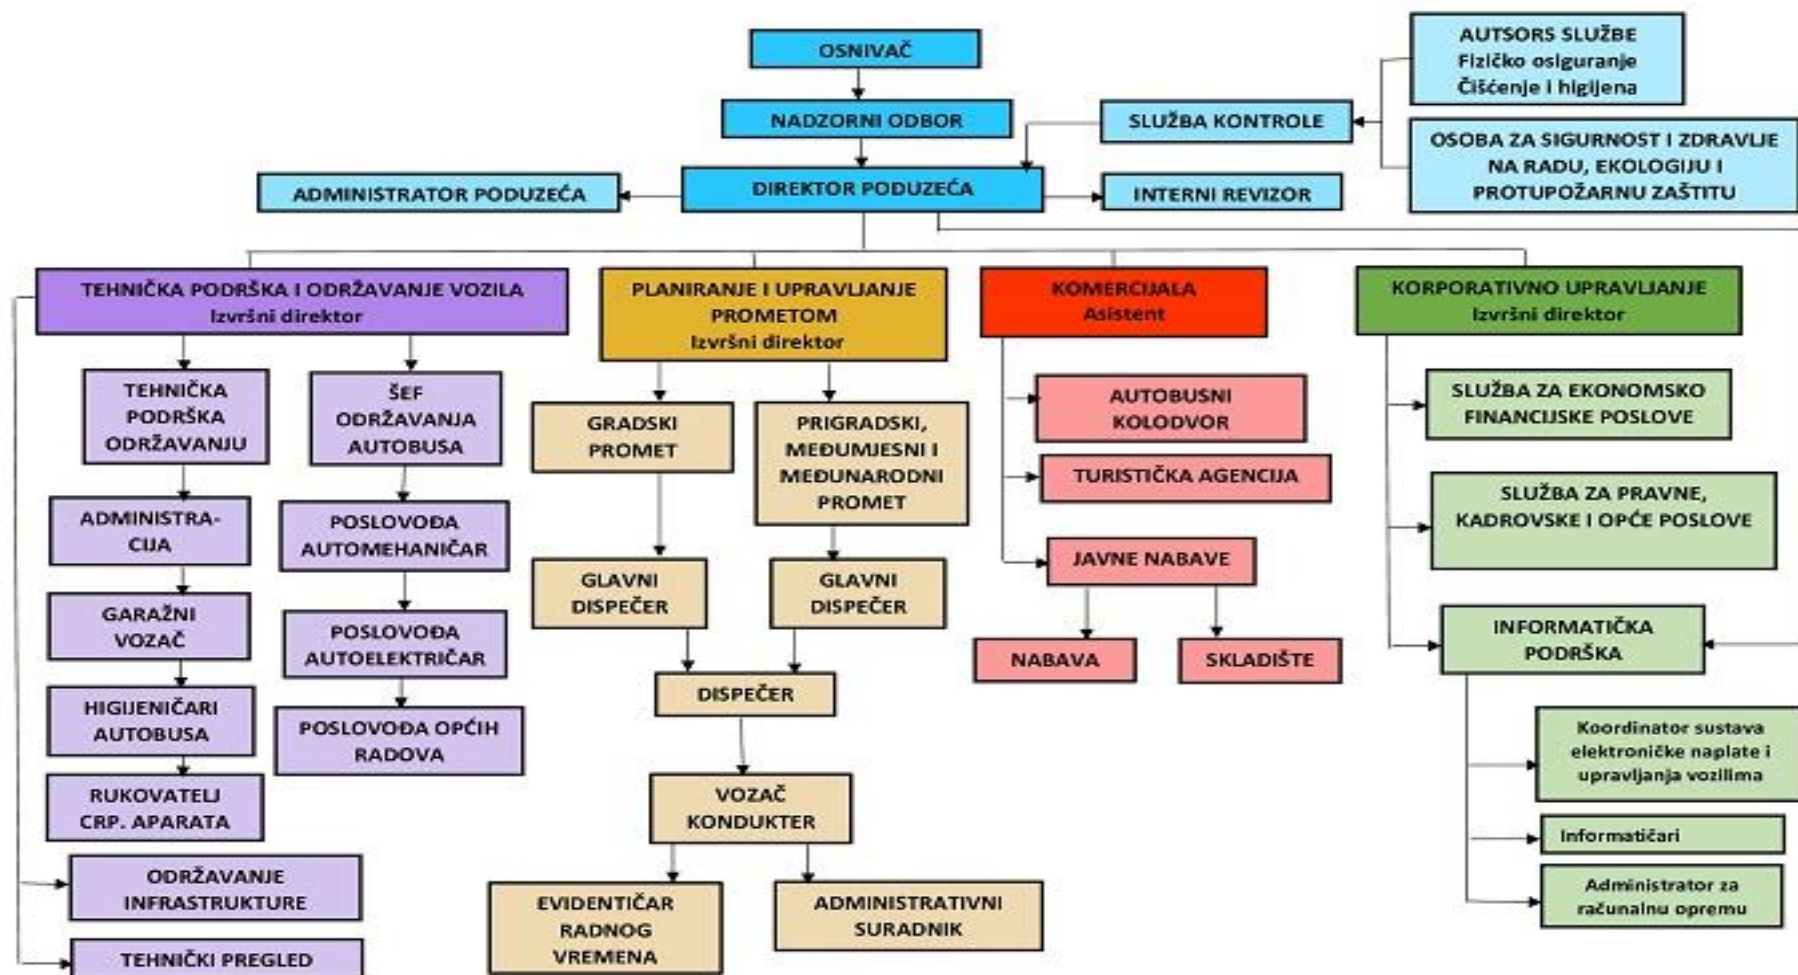 OSNIVAČ
NADZORNI ODBOR
DIREKTOR PODUZEĆA
ADMINISTRATOR PODUZEĆA
INTERNI REVIZOR
SLUŽBA KONTROLE
AUTSORS SLUŽBE
Fizičko osiguranje
Čišćenje i higijena
OSOBA ZA SIGURNOST I ZDRAVLJE
NA RADU, EKOLOGIJU I
PROTUPOŽARNU ZAŠTITU
TEHNIČKA PODRŠKA I ODRŽAVANJE VOZILA
Izvršni direktor
TEHNIČKA
PODRŠKA
ODRŽAVANJU
ADMINISTRA-
CIJA
GARAŽNI
VOZAČ
HIGIJENIČARI
AUTOBUSA
RUKOVATELJ
CRP. APARATA
ŠEF
ODRŽAVANJA
AUTOBUSA
POSLOVOĐA
AUTOMEHANIČAR
POSLOVOĐA
AUTOELEKTRIČAR
POSLOVOĐA OPĆIH
RADOVA
ODRŽAVANJE
INFRASTRUKTURE
TEHNIČKI PREGLED
PLANIRANJE I UPRAVLJANJE
PROMETOM
Izvršni direktor
GRADSKI
PROMET
PRIGRADSKI,
MEĐUMJESNI I
MEĐUNARODNI
PROMET
GLAVNI
DISPEČER
GLAVNI
DISPEČER
DISPEČER
VOZAČ
KONDUKTER
EVIDENTIČAR
RADNOG
VREMENA
ADMINISTRATIVNI
SURADNIK
KOMERCIJALA
Asistent
AUTOBUSNI
KOLODVOR
TURISTIČKA AGENCIJA
JAVNE NABAVE
NABAVA
SKLADIŠTE
KORPORATIVNO UPRAVLJANJE
Izvršni direktor
SLUŽBA ZA EKONOMSKO
FINANCIJSKE POSLOVE
SLUŽBA ZA PRAVNE,
KADROVSKE I OPĆE POSLOVE
INFORMATIČKA
PODRŠKA
Koordinator sustava
elektroničke naplate i
upravljanja vozilima
Informatičari
Administrator za
računalnu opremu